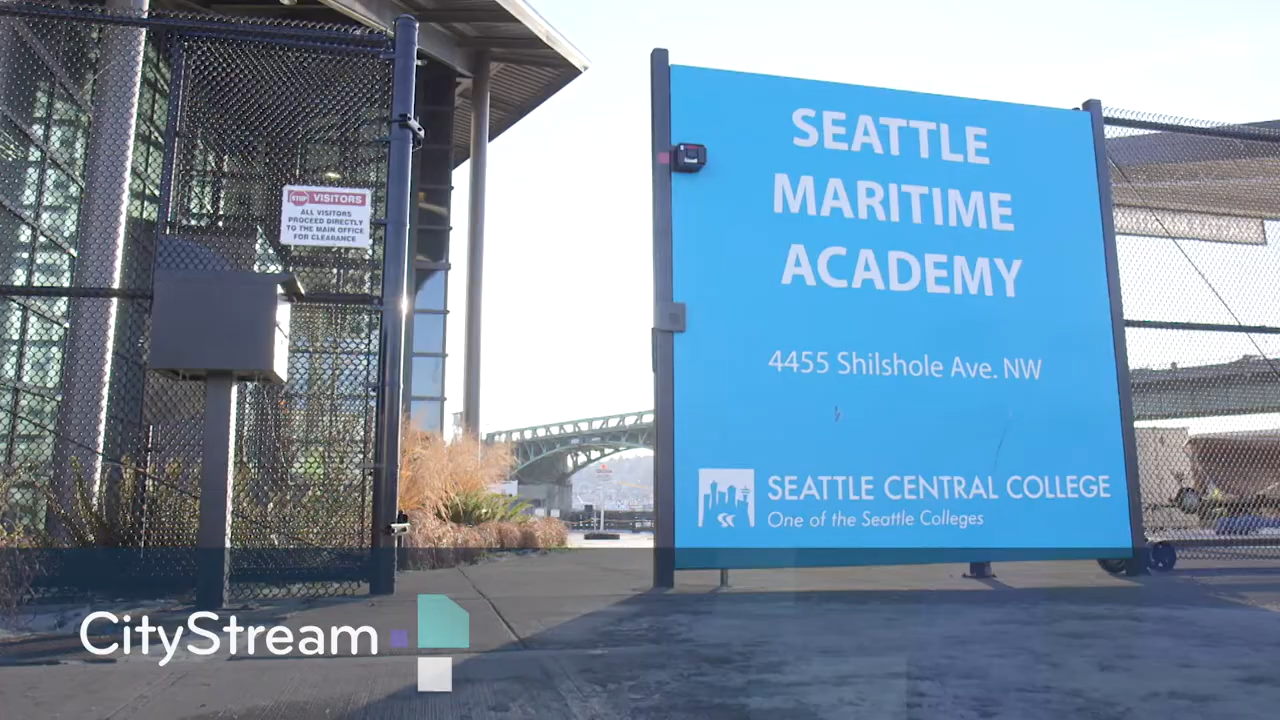 STOP VISITORS
ALL VISITORS
PROCEED DIRECTLY
TO THE MAIN OFFICE
FOR CLEARANCE
SEATTLE
MARITIME
ACADEMY
4455 Shilshole Ave. NW
SEATTLE CENTRAL COLLEGE
One of the Seattle Colleges
CityStream